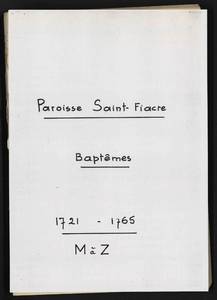 Paroisse Saint-Fiacre
Baptêmes
1721 - 1765
M à Z